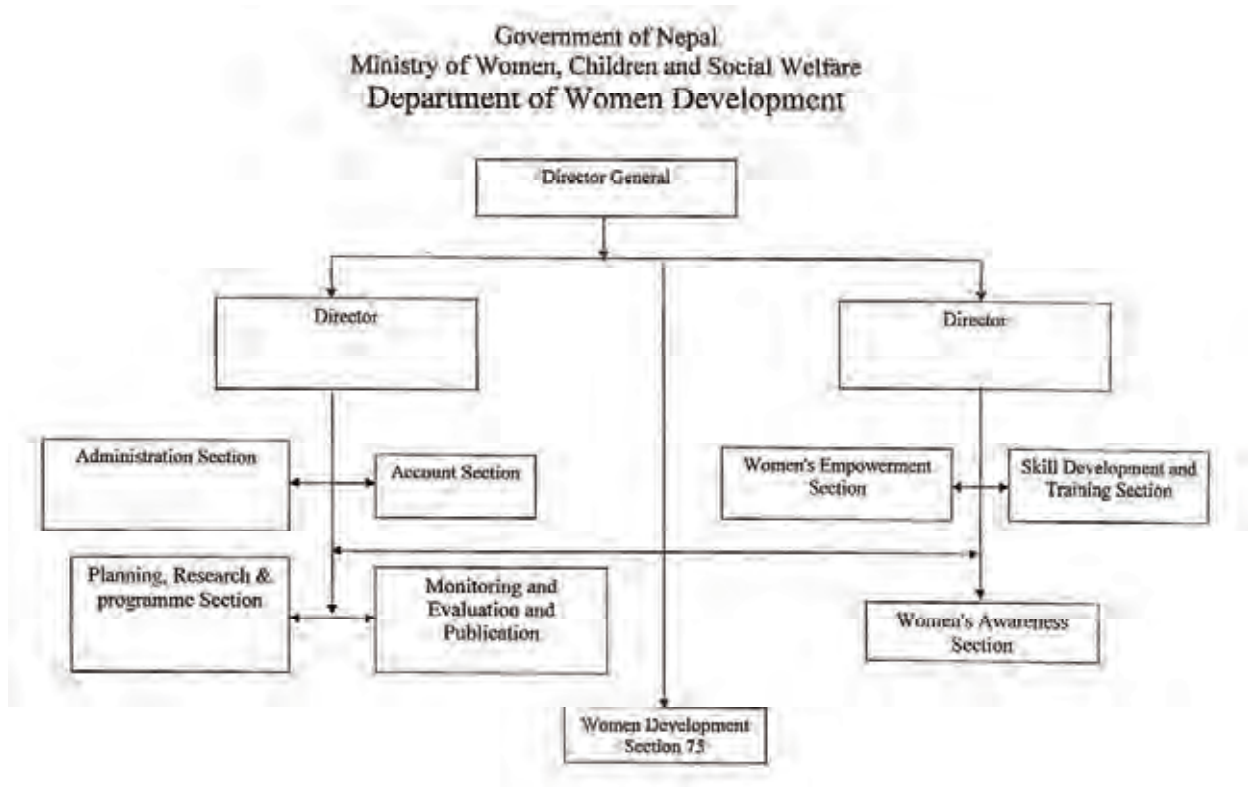 Government of Nepal
Ministry of Women, Children and Social Welfare
Department of Women Development
Director General
Director
Director
Administration Section
Account Section
Women's Empowerment
Section
Skill Development and
Training Section
Planning, Research &
programme Section
Monitoring and
Evaluation and
Publication
Women's Awareness
Section
Women Development
Section 75